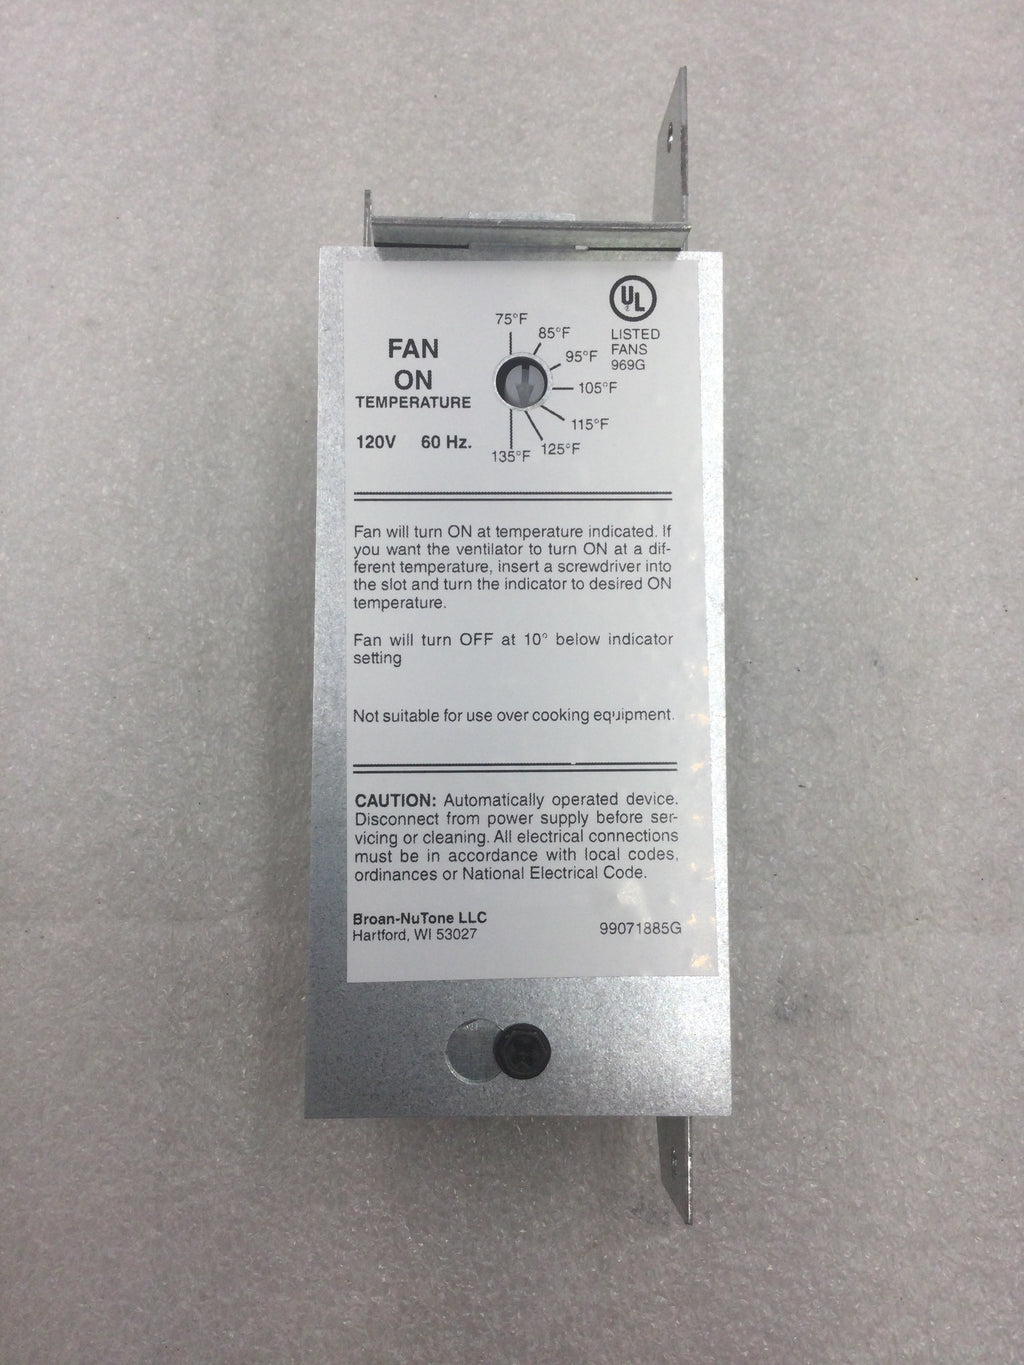 UL
LISTED
FANS
969G
75°F
85°F
95°F
105°F
115°F
125°F
135°F
FAN
ON
TEMPERATURE
120V 60 Hz.
Fan will turn ON at temperature indicated. If
you want the ventilator to turn ON at a dif-
ferent temperature, insert a screwdriver into
the slot and turn the indicator to desired ON
temperature.
Fan will turn OFF at 10° below indicator
setting
Not suitable for use over cooking equipment.
CAUTION: Automatically operated device.
Disconnect from power supply before ser-
vicing or cleaning. All electrical connections
must be in accordance with local codes,
ordinances or National Electrical Code.
Broan-NuTone LLC
Hartford, WI 53027
99071885G